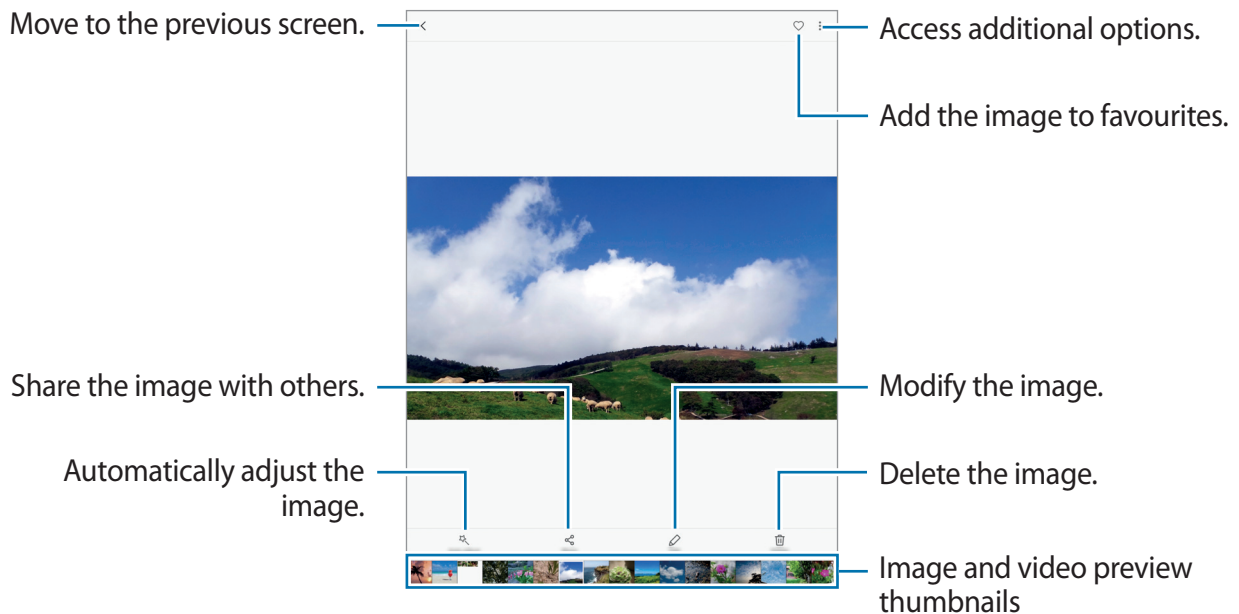 Move to the previous screen.
Access additional options.
Add the image to favourites.
Share the image with others.
Modify the image.
Automatically adjust the
image.
Delete the image.
Image and video preview
thumbnails